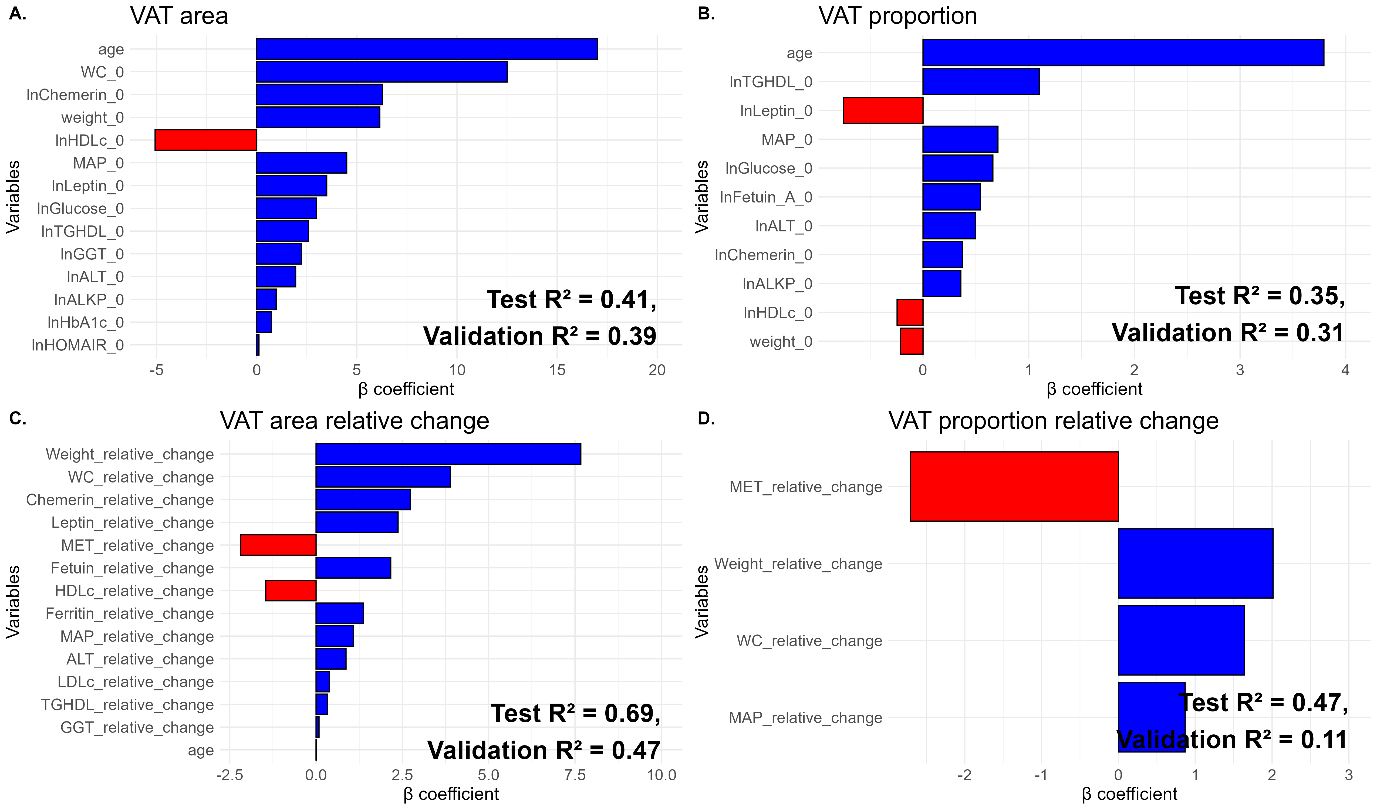 A.
VAT area
Variables
age
WC_0
lnChemerin_0
weight_0
lnHDLc_0
MAP_0
lnLeptin_0
lnGlucose_0
lnTGHDL_0
lnGGT_0
lnALT_0
lnALKP_0
lnHbA1c_0
lnHOMAIR_0
Test R² = 0.41,
Validation R² = 0.39
-5 0 5 10 15 20
β coefficient
B.
VAT proportion
Variables
age
lnTGHDL_0
lnLeptin_0
MAP_0
lnGlucose_0
lnFetuin_A_0
lnALT_0
lnChemerin_0
lnALKP_0
lnHDLc_0
weight_0
Test R² = 0.35,
Validation R² = 0.31
0 1 2 3 4
β coefficient
C.
VAT area relative change
Variables
Weight_relative_change
WC_relative_change
Chemerin_relative_change
Leptin_relative_change
MET_relative_change
Fetuin_relative_change
HDLc_relative_change
Ferritin_relative_change
MAP_relative_change
ALT_relative_change
LDLc_relative_change
TGHDL_relative_change
GGT_relative_change
age
Test R² = 0.69,
Validation R² = 0.47
-2.5 0.0 2.5 5.0 7.5 10.0
β coefficient
D.
VAT proportion relative change
Variables
MET_relative_change
Weight_relative_change
WC_relative_change
MAP_relative_change
Test R² = 0.47,
Validation R² = 0.11
-2 -1 0 1 2 3
β coefficient